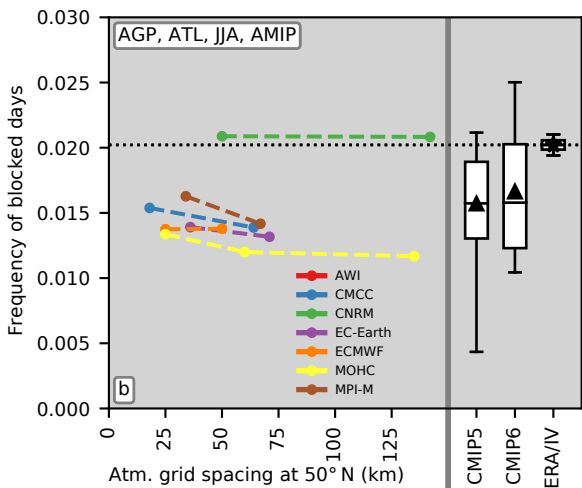 AGP, ATL, JJA, AMIP
Frequency of blocked days
0.030
0.025
0.020
0.015
0.010
0.005
0.000
AWI
CMCC
CNRM
EC-Earth
ECMWF
MOHC
MPI-M
b
0
25
50
75
100
125
Atm. grid spacing at 50°N (km)
CMIP5
CMIP6
ERA/IV